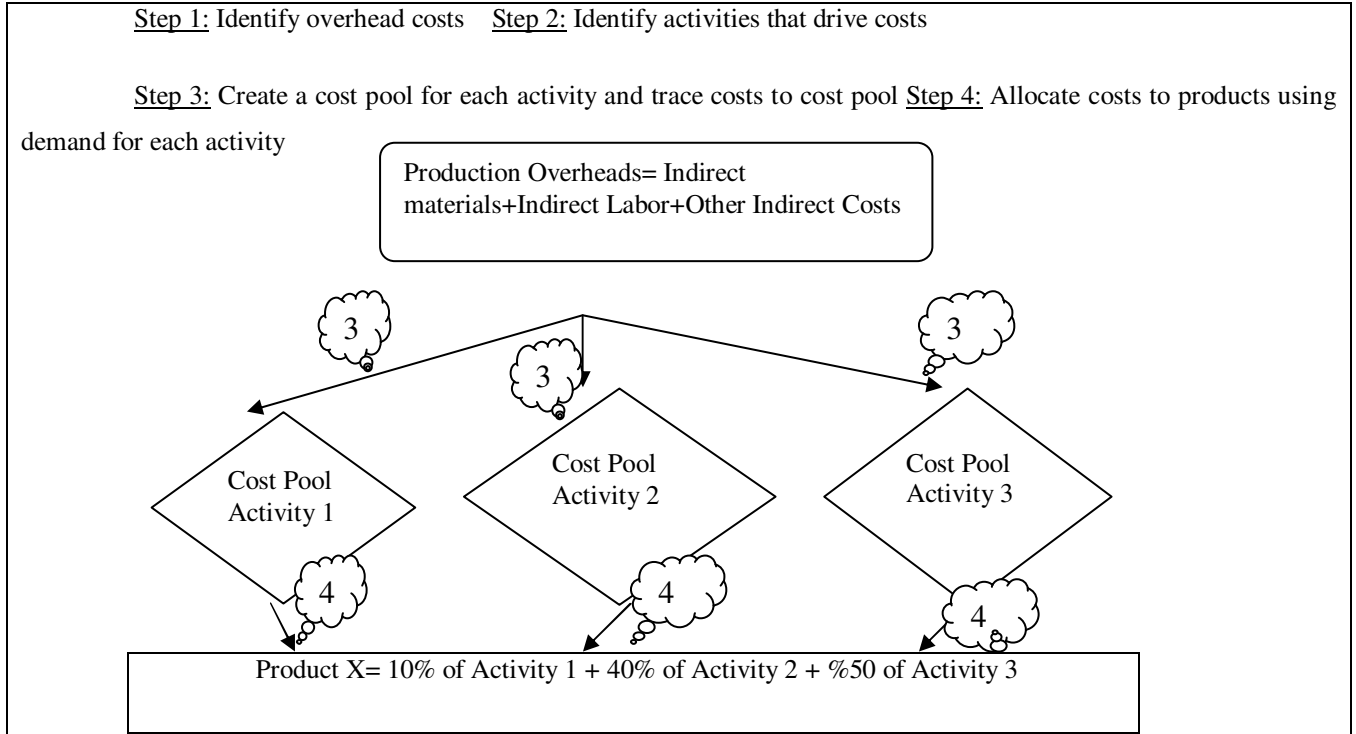 Step 1: Identify overhead costs Step 2: Identify activities that drive costs
Step 3: Create a cost pool for each activity and trace costs to cost pool Step 4: Allocate costs to products using
demand for each activity
Production Overheads= Indirect
materials+Indirect Labor+Other Indirect Costs
3
3
3
Cost Pool
Activity 1
Cost Pool
Activity 2
Cost Pool
Activity 3
4
4
4
Product X= 10% of Activity 1 + 40% of Activity 2 + %50 of Activity 3